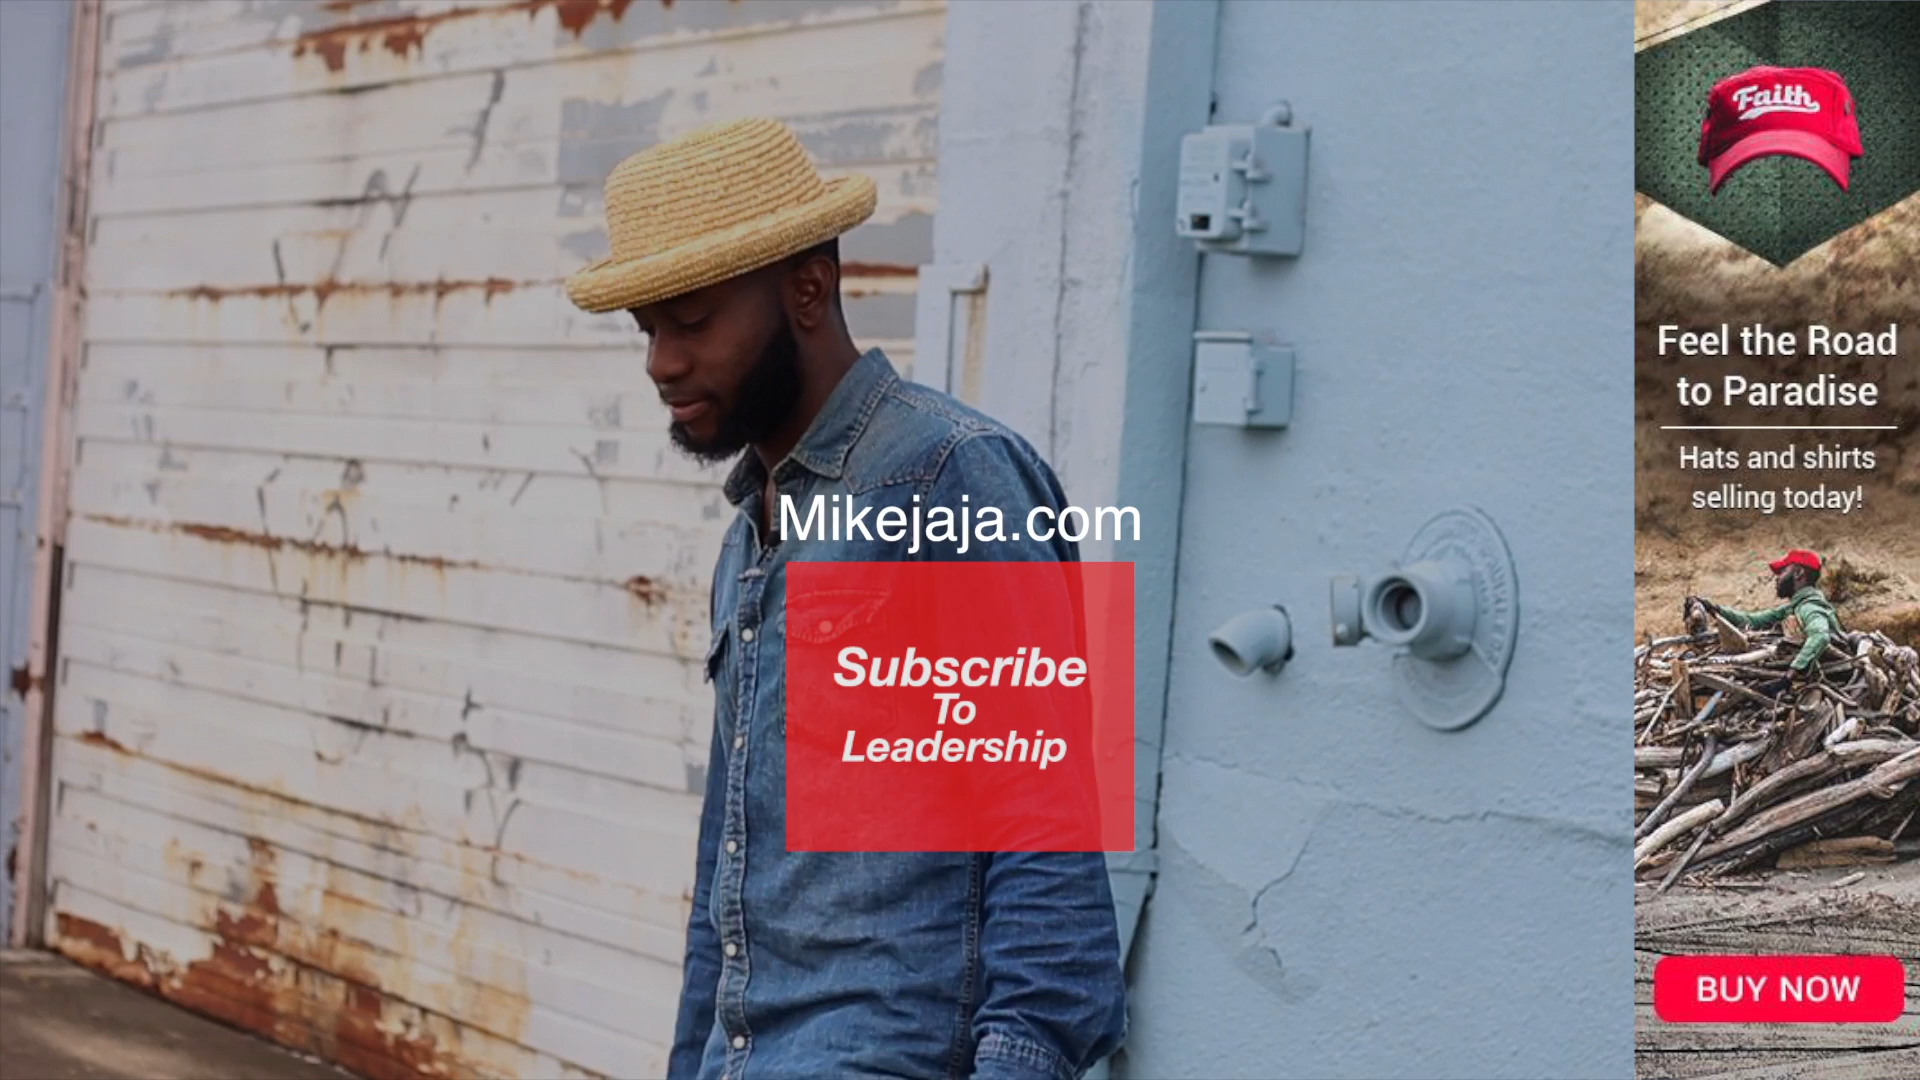 Mikejaja.com
Subscribe
To
Leadership
Faith
Feel the Road
to Paradise
Hats and shirts
selling today!
BUY NOW